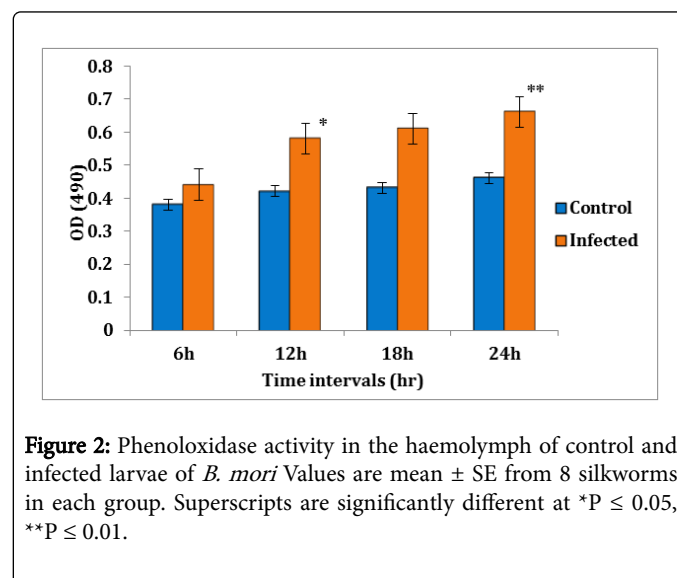 0.8
0.7
0.6
0.5
0.4
0.3
0.2
0.1
0
OD (490)
*
**
6h 12h 18h 24h
Time intervals (hr)
Control
Infected
Figure 2: Phenoloxidase activity in the haemolymph of control and
infected larvae of B. mori Values are mean ± SE from 8 silkworms
in each group. Superscripts are significantly different at *P ≤ 0.05,
**P ≤ 0.01.